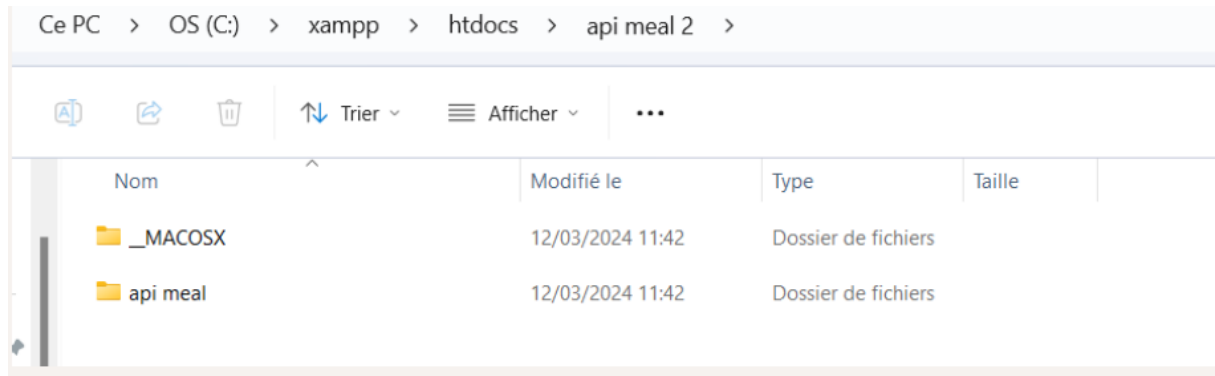 Ce PC > OS (C:) > xampp > htdocs > api meal 2 >
A Trier Afficher •••
Nom Modifié le Type Taille
__MACOSX 12/03/2024 11:42 Dossier de fichiers
api meal 12/03/2024 11:42 Dossier de fichiers